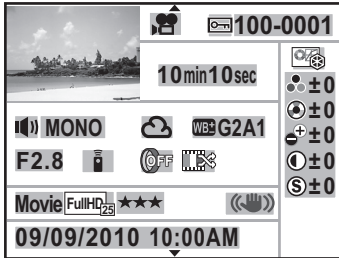 100-0001
10min10sec
±0
MONO WB± G2A1 ±0
±0
F2.8 OFF ±0
S ±0
Movie FullHD 25 ★★★
09/09/2010 10:00AM